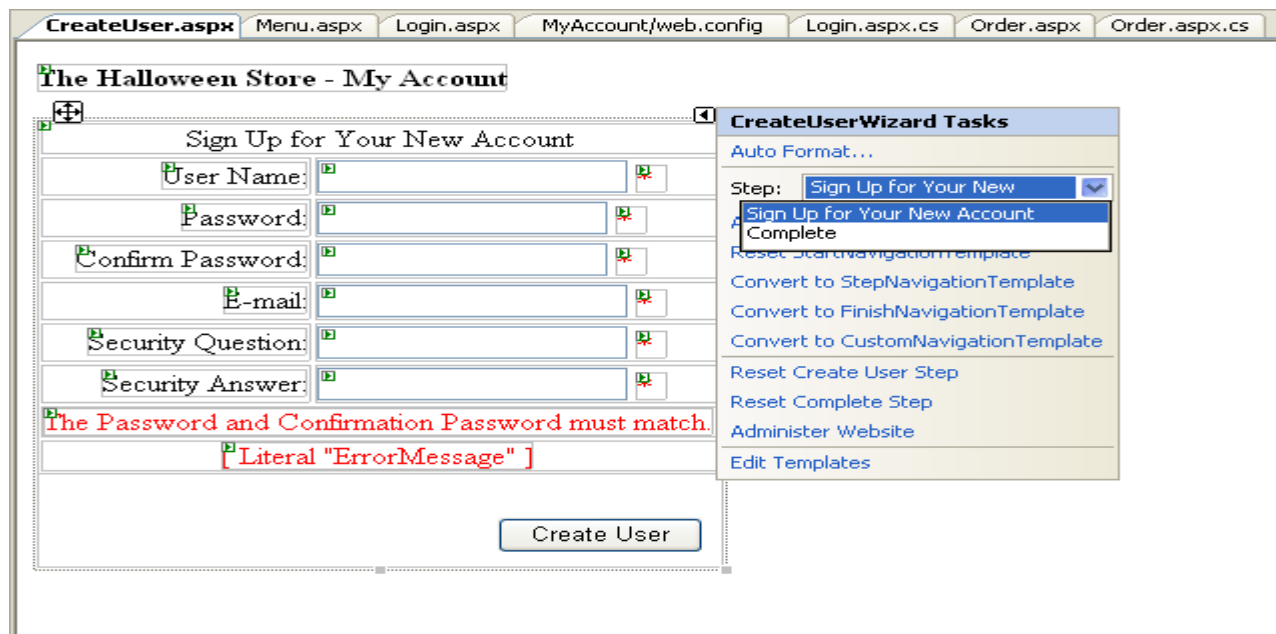 CreateUser.aspx Menu.aspx Login.aspx MyAccount/web.config Login.aspx.cs Order.aspx Order.aspx.cs
The Halloween Store - My Account
Sign Up for Your New Account
User Name:
Password:
Confirm Password:
E-mail:
Security Question:
Security Answer:
The Password and Confirmation Password must match.
[ Literal "ErrorMessage" ]
Create User
CreateUserWizard Tasks
Auto Format...
Step: Sign Up for Your New
Sign Up for Your New Account
Complete
Reset StartNavigationTemplate
Convert to StepNavigationTemplate
Convert to FinishNavigationTemplate
Convert to CustomNavigationTemplate
Reset Create User Step
Reset Complete Step
Administer Website
Edit Templates